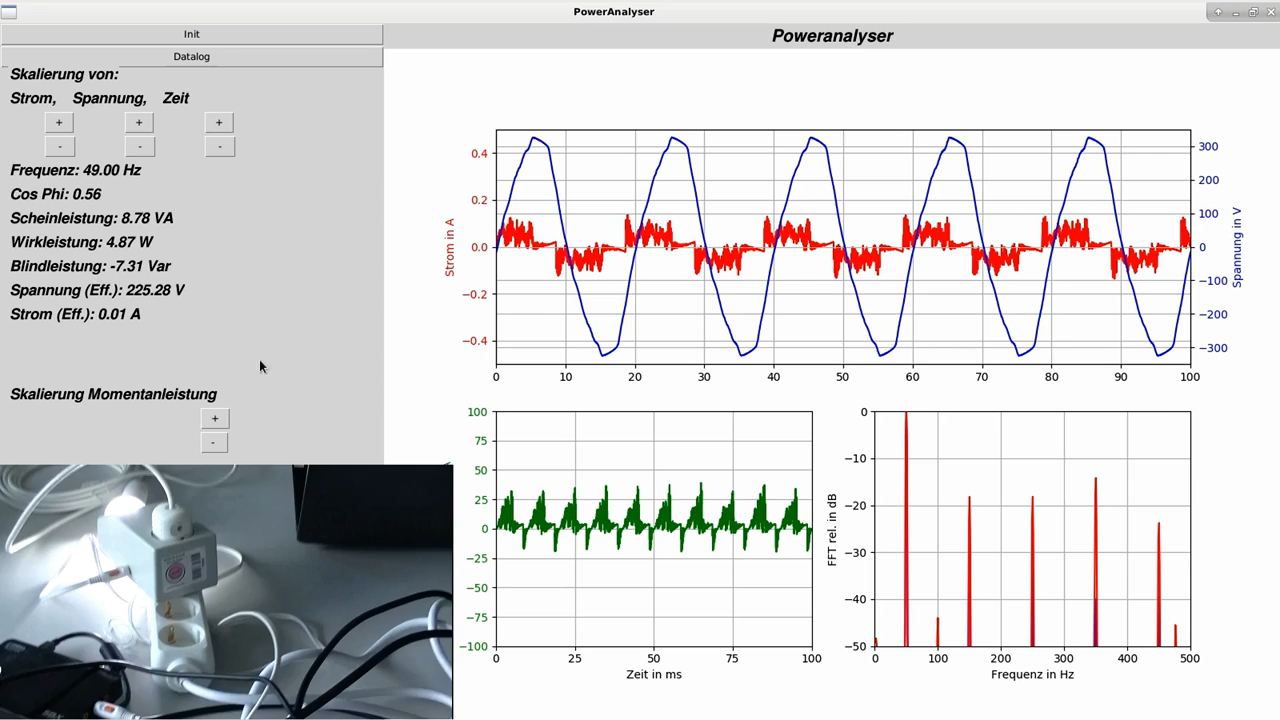 PowerAnalyser
Init
Poweranalyser
Datalog
Skalierung von:
Strom, Spannung, Zeit
+ + +
- - -
Frequenz: 49.00 Hz
Cos Phi: 0.56
Scheinleistung: 8.78 VA
Wirkleistung: 4.87 W
Blindleistung: -7.31 Var
Spannung (Eff.): 225.28 V
Strom (Eff.): 0.01 A
Skalierung Momentanleistung
+
-
Strom in A
0.4
0.2
0.0
−0.2
−0.4
300
200
100
0
−100
−200
−300
Spannung in V
0 10 20 30 40 50 60 70 80 90 100
100
75
50
25
0
−25
−50
−75
−100
0 25 50 75 100
Zeit in ms
FFT rel. in dB
0
−10
−20
−30
−40
−50
0 100 200 300 400 500
Frequenz in Hz